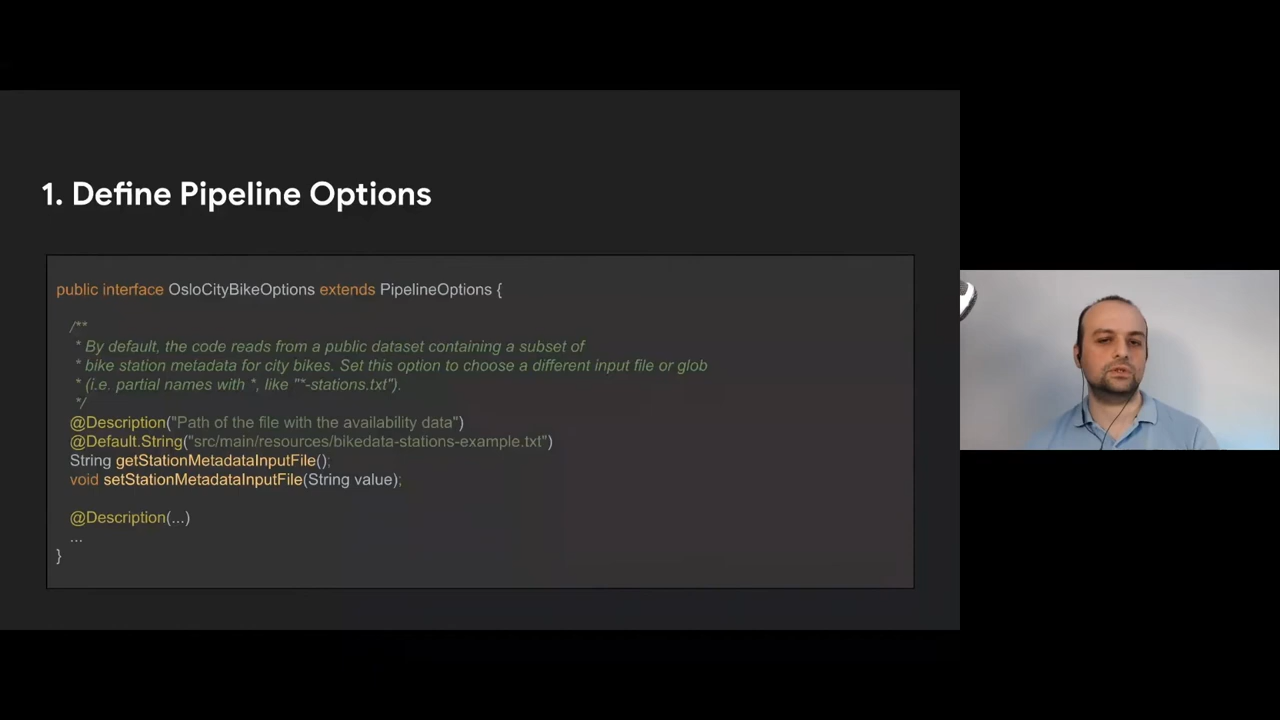 1. Define Pipeline Options
public interface OsloCityBikeOptions extends PipelineOptions {
/**
* By default, the code reads from a public dataset containing a subset of
* bike station metadata for city bikes. Set this option to choose a different input file or glob
* (i.e. partial names with *, like "*-stations.txt").
*/
@Description("Path of the file with the availability data")
@Default.String("src/main/resources/bikedata-stations-example.txt")
String getStationMetadataInputFile();
void setStationMetadataInputFile(String value);
@Description(...)
...
}